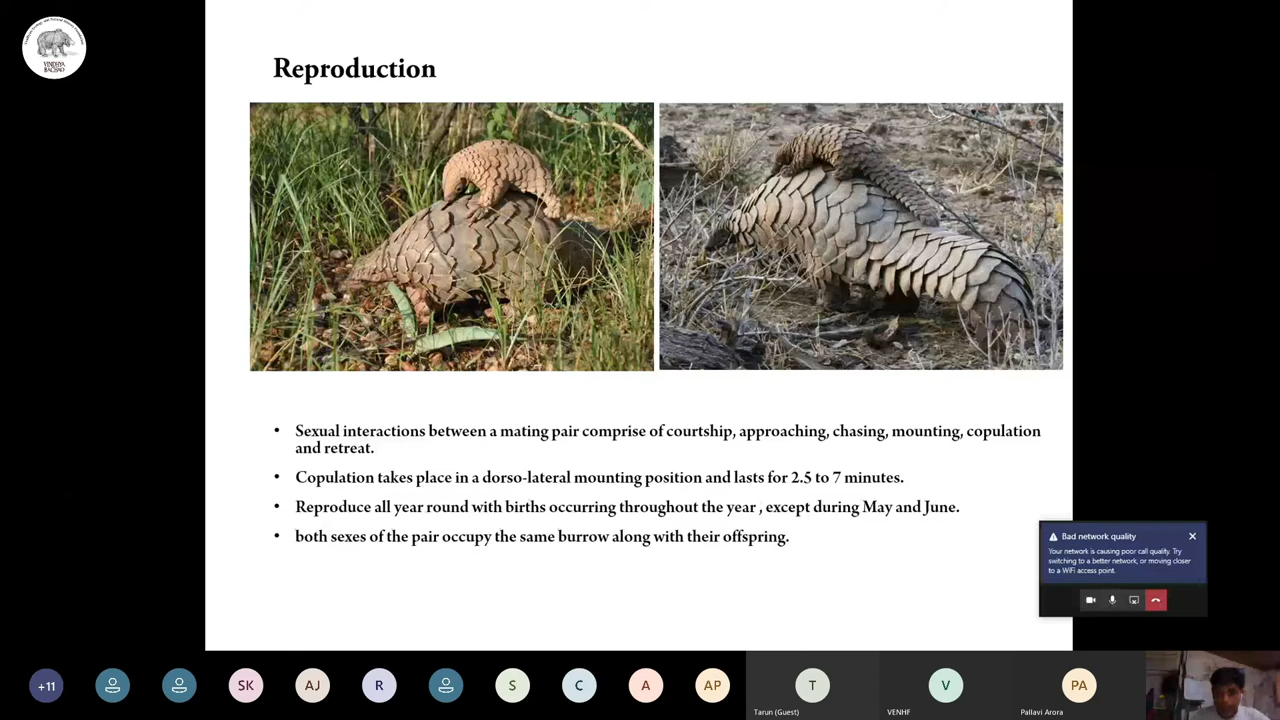 VINDHYA
BACHAO
Reproduction
• Sexual interactions between a mating pair comprise of courtship, approaching, chasing, mounting, copulation
and retreat.
• Copulation takes place in a dorso-lateral mounting position and lasts for 2.5 to 7 minutes.
• Reproduce all year round with births occurring throughout the year , except during May and June.
• both sexes of the pair occupy the same burrow along with their offspring.
Bad network quality
Your network is causing poor call quality. Try
switching to a better network, or moving closer
to a WiFi access point.
+11
SK
AJ
R
S
C
A
AP
T
V
PA
Tarun (Guest)
VENHF
Pallavi Arora